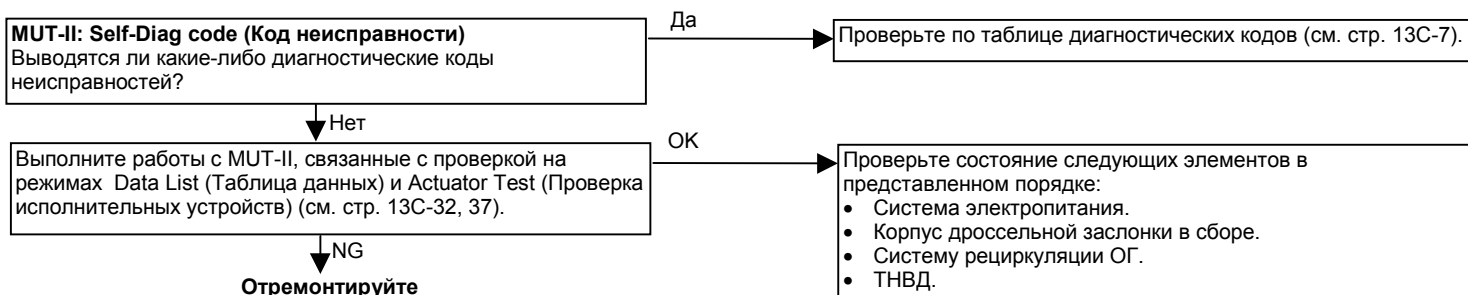 MUT-II: Self-Diag code (Код неисправности)
Выводятся ли какие-либо диагностические коды
неисправностей?
Да
Проверьте по таблице диагностических кодов (см. стр. 13C-7).
Нет
Выполните работы с MUT-II, связанные с проверкой на
режимах Data List (Таблица данных) и Actuator Test (Проверка
исполнительных устройств) (см. стр. 13C-32, 37).
OK
Проверьте состояние следующих элементов в
представленном порядке:
• Система электропитания.
• Корпус дроссельной заслонки в сборе.
• Систему рециркуляции ОГ.
• ТНВД.
NG
Отремонтируйте